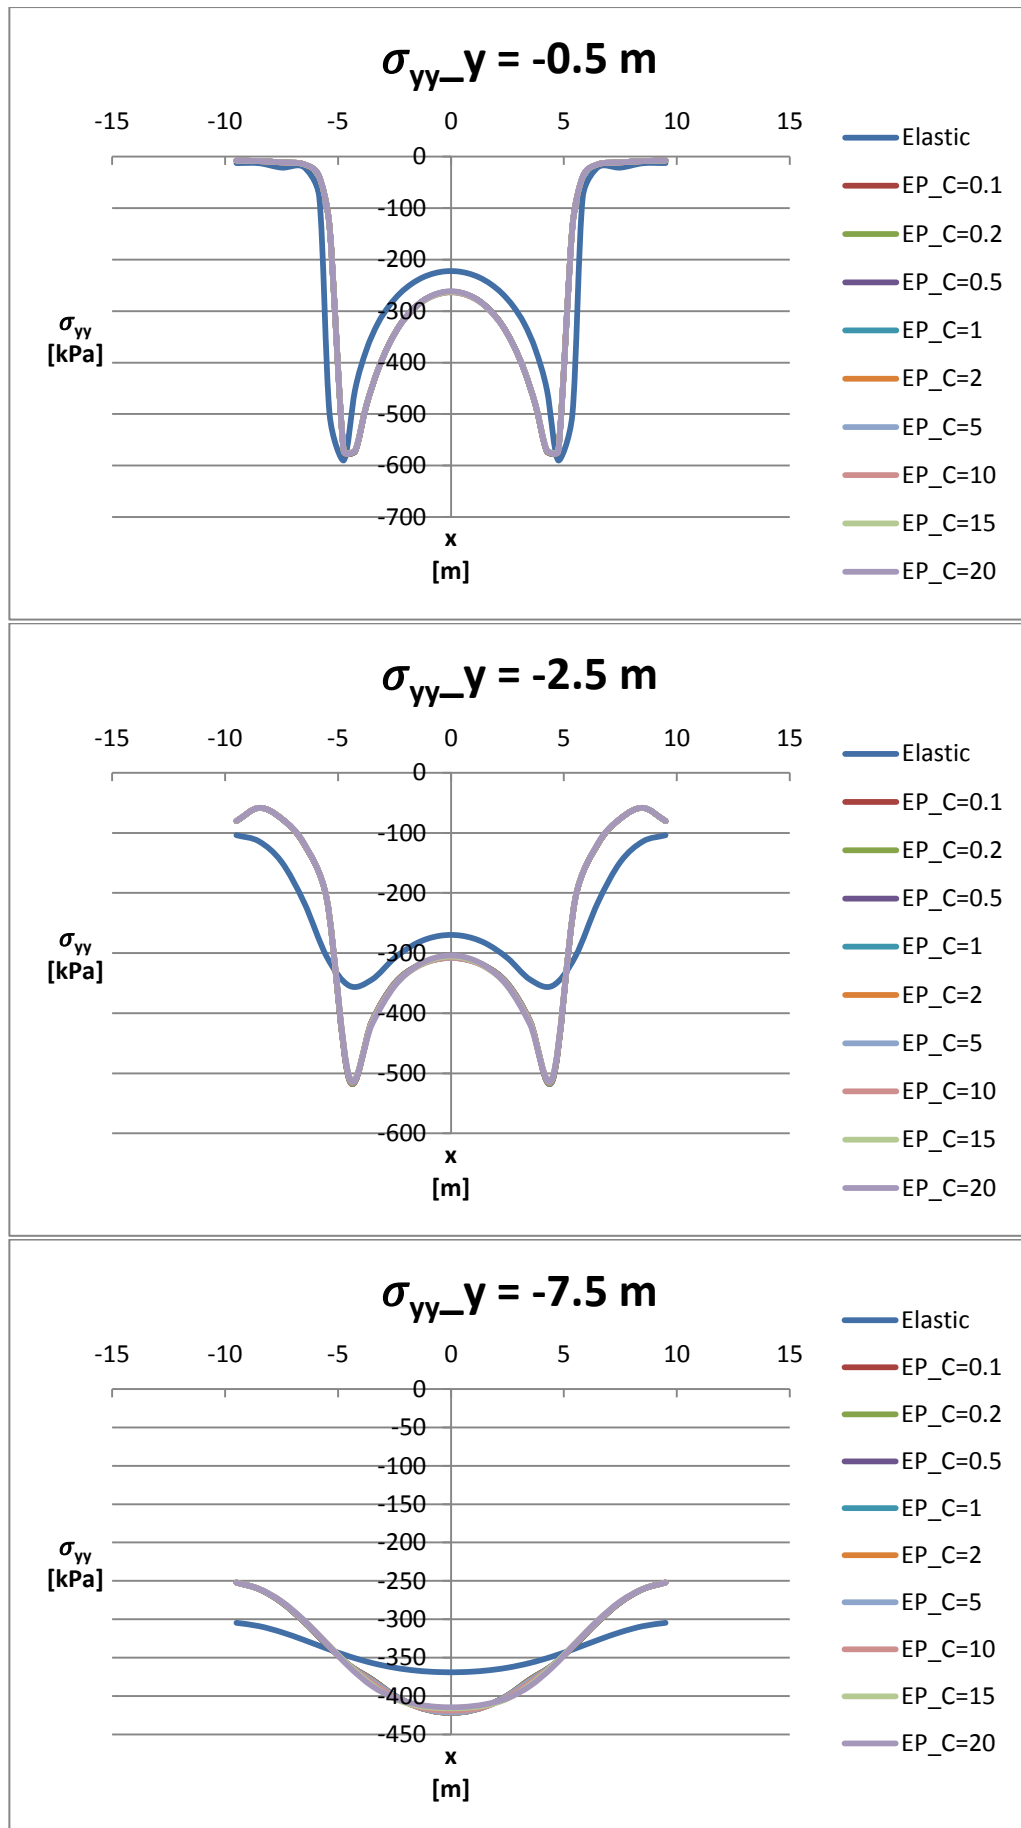 σyy_y = -0.5 m
-15 -10 -5 0 5 10 15
0
-100
-200
-300
-400
-500
-600
-700
σyy
[kPa]
x
[m]
Elastic
EP_C=0.1
EP_C=0.2
EP_C=0.5
EP_C=1
EP_C=2
EP_C=5
EP_C=10
EP_C=15
EP_C=20
σyy_y = -2.5 m
-15 -10 -5 0 5 10 15
0
-100
-200
-300
-400
-500
-600
σyy
[kPa]
x
[m]
Elastic
EP_C=0.1
EP_C=0.2
EP_C=0.5
EP_C=1
EP_C=2
EP_C=5
EP_C=10
EP_C=15
EP_C=20
σyy_y = -7.5 m
-15 -10 -5 0 5 10 15
0
-50
-100
-150
-200
-250
-300
-350
-400
-450
σyy
[kPa]
x
[m]
Elastic
EP_C=0.1
EP_C=0.2
EP_C=0.5
EP_C=1
EP_C=2
EP_C=5
EP_C=10
EP_C=15
EP_C=20